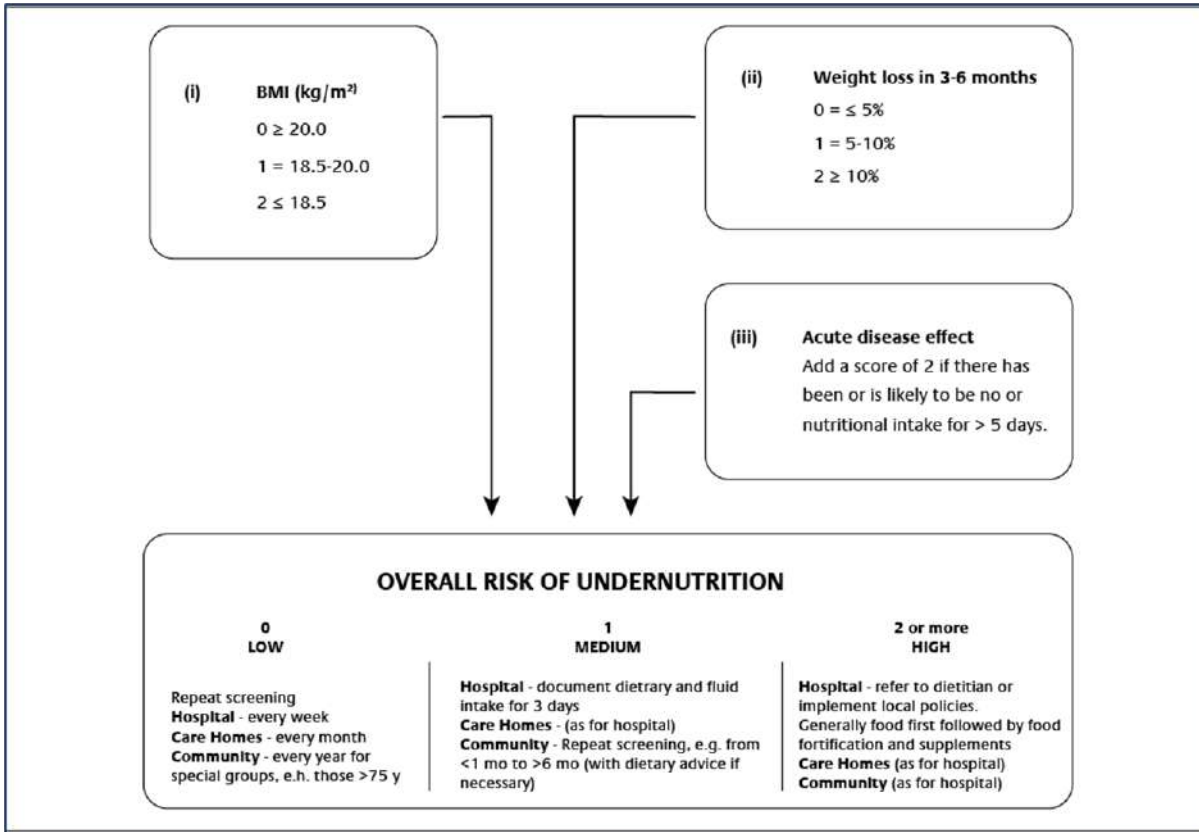 (i) BMI (kg/m²⁾
0 ≥ 20.0
1 = 18.5-20.0
2 ≤ 18.5
(ii) Weight loss in 3-6 months
0 = ≤ 5%
1 = 5-10%
2 ≥ 10%
(iii) Acute disease effect
Add a score of 2 if there has
been or is likely to be no or
nutritional intake for > 5 days.
OVERALL RISK OF UNDERNUTRITION
0
LOW
Repeat screening
Hospital - every week
Care Homes - every month
Community - every year for
special groups, e.h. those >75 y
1
MEDIUM
Hospital - document dietrary and fluid
intake for 3 days
Care Homes - (as for hospital)
Community - Repeat screening, e.g. from
<1 mo to >6 mo (with dietary advice if
necessary)
2 or more
HIGH
Hospital - refer to dietitian or
implement local policies.
Generally food first followed by food
fortification and supplements
Care Homes (as for hospital)
Community (as for hospital)